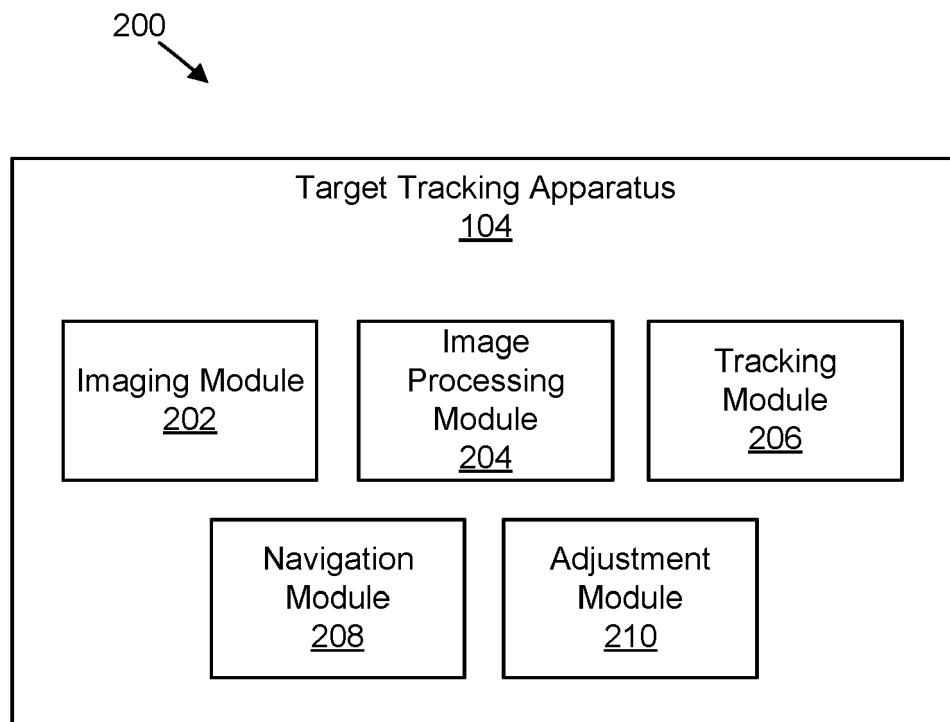 200
Target Tracking Apparatus
104
Imaging Module
202
Image
Processing
Module
204
Tracking
Module
206
Navigation
Module
208
Adjustment
Module
210